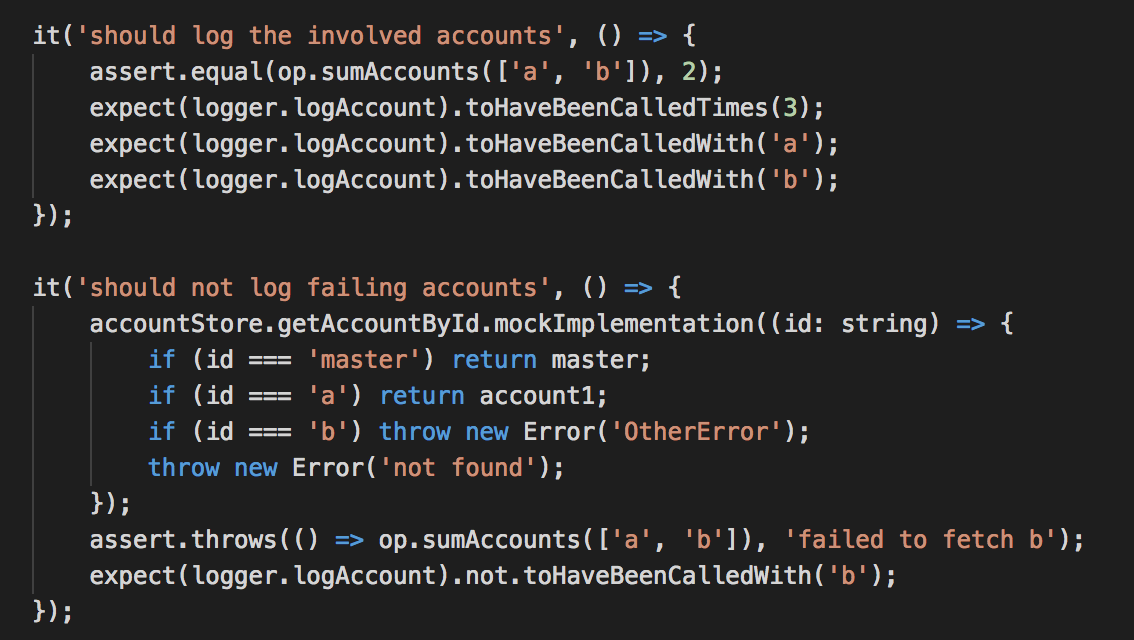 it('should log the involved accounts', () => {
    assert.equal(op.sumAccounts(['a', 'b']), 2);
    expect(logger.logAccount).toHaveBeenCalledTimes(3);
    expect(logger.logAccount).toHaveBeenCalledWith('a');
    expect(logger.logAccount).toHaveBeenCalledWith('b');
});

it('should not log failing accounts', () => {
    accountStore.getAccountById.mockImplementation((id: string) => {
        if (id === 'master') return master;
        if (id === 'a') return account1;
        if (id === 'b') throw new Error('OtherError');
        throw new Error('not found');
    });
    assert.throws(() => op.sumAccounts(['a', 'b']), 'failed to fetch b');
    expect(logger.logAccount).not.toHaveBeenCalledWith('b');
});